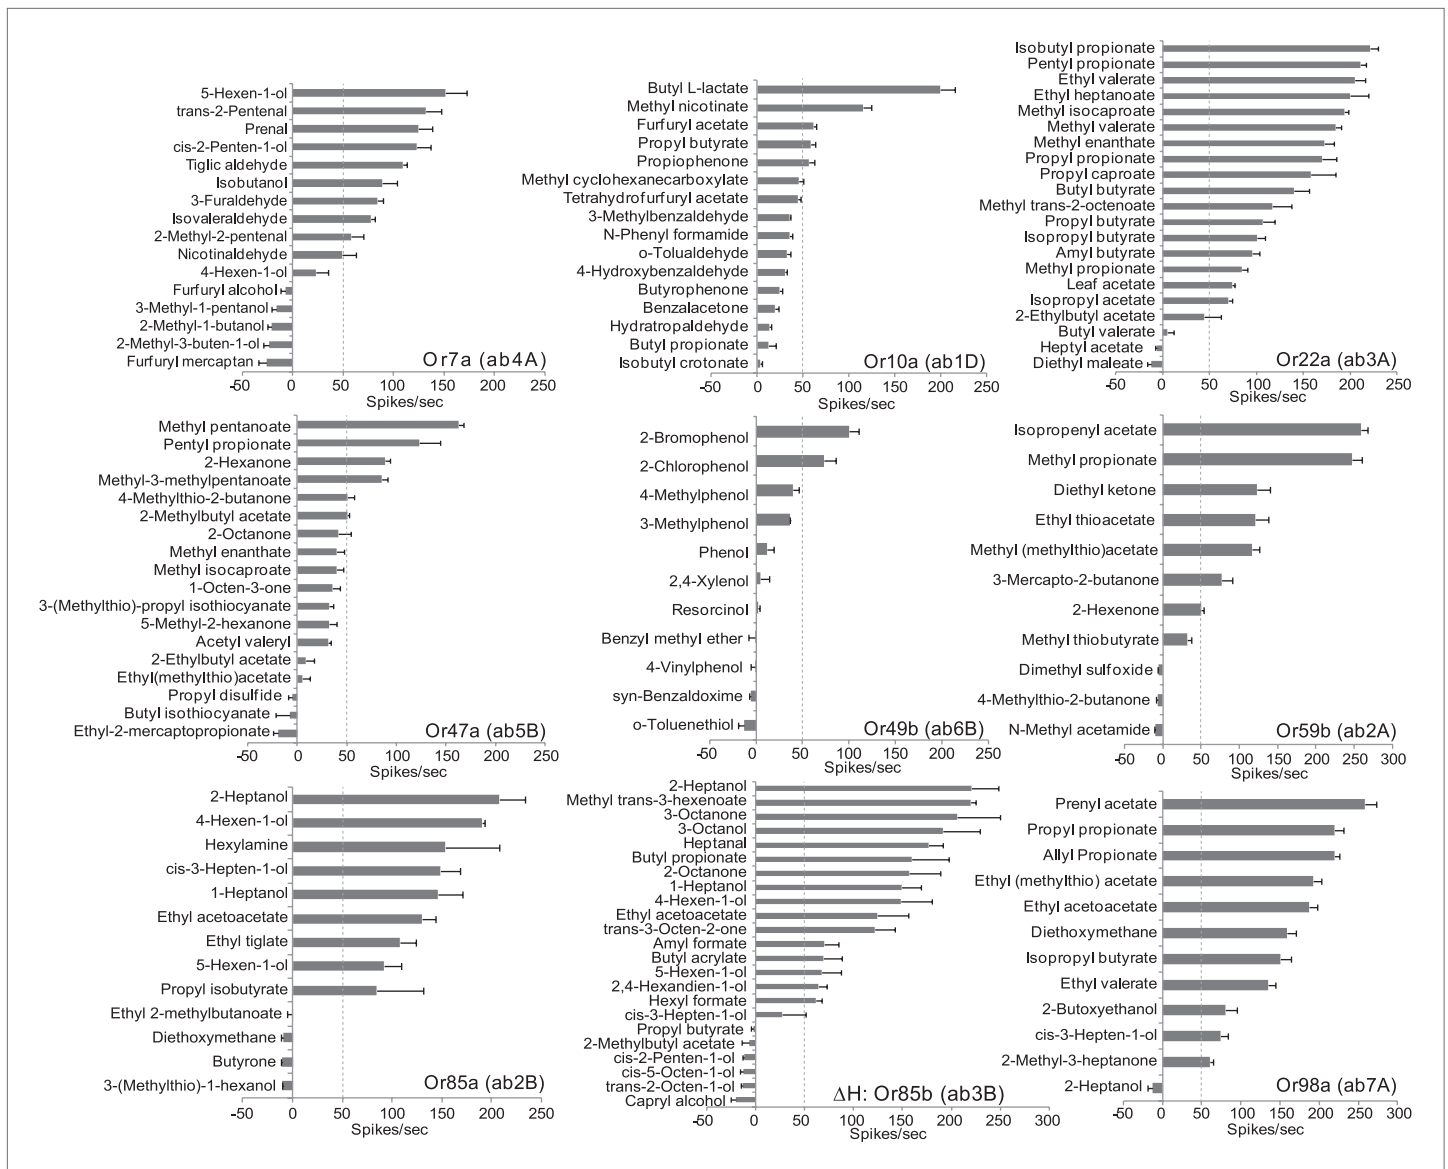 5-Hexen-1-ol
trans-2-Pentenal
Prenal
cis-2-Penten-1-ol
Tiglic aldehyde
Isobutanol
3-Furaldehyde
Isovaleraldehyde
2-Methyl-2-pentenal
Nicotinaldehyde
4-Hexen-1-ol
Furfuryl alcohol
3-Methyl-1-pentanol
2-Methyl-1-butanol
2-Methyl-3-buten-1-ol
Furfuryl mercaptan
Or7a (ab4A)
-50 0 50 100 150 200 250
Spikes/sec
Butyl L-lactate
Methyl nicotinate
Furfuryl acetate
Propyl butyrate
Propiophenone
Methyl cyclohexanecarboxylate
Tetrahydrofurfuryl acetate
3-Methylbenzaldehyde
N-Phenyl formamide
o-Tolualdehyde
4-Hydroxybenzaldehyde
Butyrophenone
Benzalacetone
Hydratropaldehyde
Butyl propionate
Isobutyl crotonate
Or10a (ab1D)
-50 0 50 100 150 200 250
Spikes/sec
Isobutyl propionate
Pentyl propionate
Ethyl valerate
Ethyl heptanoate
Methyl isocaproate
Methyl valerate
Methyl enanthate
Propyl propionate
Propyl caproate
Butyl butyrate
Methyl trans-2-octenoate
Propyl butyrate
Isopropyl butyrate
Amyl butyrate
Methyl propionate
Leaf acetate
Isopropyl acetate
2-Ethylbutyl acetate
Butyl valerate
Heptyl acetate
Diethyl maleate
Or22a (ab3A)
-50 0 50 100 150 200 250
Spikes/sec
Methyl pentanoate
Pentyl propionate
2-Hexanone
Methyl-3-methylpentanoate
4-Methylthio-2-butanone
2-Methylbutyl acetate
2-Octanone
Methyl enanthate
Methyl isocaproate
1-Octen-3-one
3-(Methylthio)-propyl isothiocyanate
5-Methyl-2-hexanone
Acetyl valeryl
2-Ethylbutyl acetate
Ethyl(methylthio)acetate
Propyl disulfide
Butyl isothiocyanate
Ethyl-2-mercaptopropionate
Or47a (ab5B)
-50 0 50 100 150 200 250
Spikes/sec
2-Bromophenol
2-Chlorophenol
4-Methylphenol
3-Methylphenol
Phenol
2,4-Xylenol
Resorcinol
Benzyl methyl ether
4-Vinylphenol
syn-Benzaldoxime
o-Toluenethiol
Or49b (ab6B)
-50 0 50 100 150 200 250
Spikes/sec
Isopropenyl acetate
Methyl propionate
Diethyl ketone
Ethyl thioacetate
Methyl (methylthio)acetate
3-Mercapto-2-butanone
2-Hexenone
Methyl thiobutyrate
Dimethyl sulfoxide
4-Methylthio-2-butanone
N-Methyl acetamide
Or59b (ab2A)
-50 0 50 100 150 200 250 300
Spikes/sec
2-Heptanol
4-Hexen-1-ol
Hexylamine
cis-3-Hepten-1-ol
1-Heptanol
Ethyl acetoacetate
Ethyl tiglate
5-Hexen-1-ol
Propyl isobutyrate
Ethyl 2-methylbutanoate
Diethoxymethane
Butyrone
3-(Methylthio)-1-hexanol
Or85a (ab2B)
-50 0 50 100 150 200 250
Spikes/sec
2-Heptanol
Methyl trans-3-hexenoate
3-Octanone
3-Octanol
Heptanal
Butyl propionate
2-Octanone
1-Heptanol
4-Hexen-1-ol
Ethyl acetoacetate
trans-3-Octen-2-one
Amyl formate
Butyl acrylate
5-Hexen-1-ol
2,4-Hexandien-1-ol
Hexyl formate
cis-3-Hepten-1-ol
Propyl butyrate
2-Methylbutyl acetate
cis-2-Penten-1-ol
cis-5-Octen-1-ol
trans-2-Octen-1-ol
Capryl alcohol
ΔH: Or85b (ab3B)
-100 -50 0 50 100 150 200 250 300
Spikes/sec
Prenyl acetate
Propyl propionate
Allyl Propionate
Ethyl (methylthio) acetate
Ethyl acetoacetate
Diethoxymethane
Isopropyl butyrate
Ethyl valerate
2-Butoxyethanol
cis-3-Hepten-1-ol
2-Methyl-3-heptanone
2-Heptanol
Or98a (ab7A)
-50 0 50 100 150 200 250 300
Spikes/sec